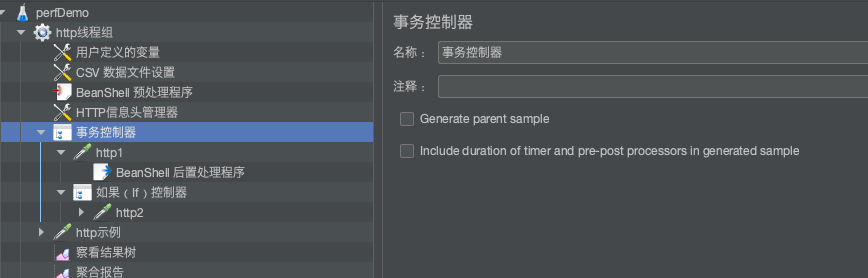 perfDemo
http线程组
用户定义的变量
CSV 数据文件设置
BeanShell 预处理程序
HTTP信息头管理器
事务控制器
http1
BeanShell 后置处理程序
如果（If）控制器
http2
http示例
察看结果树
聚合报告
事务控制器
名称： 事务控制器
注释：
Generate parent sample
Include duration of timer and pre-post processors in generated sample